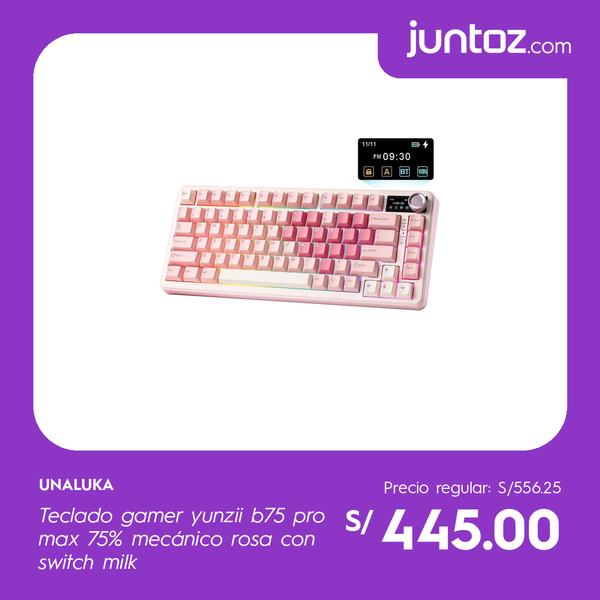 juntoz.com
11/11
PM 09:30
A BT WIN
UNALUKA
Teclado gamer yunzii b75 pro
max 75% mecánico rosa con
switch milk
Precio regular: S/556.25
S/ 445.00